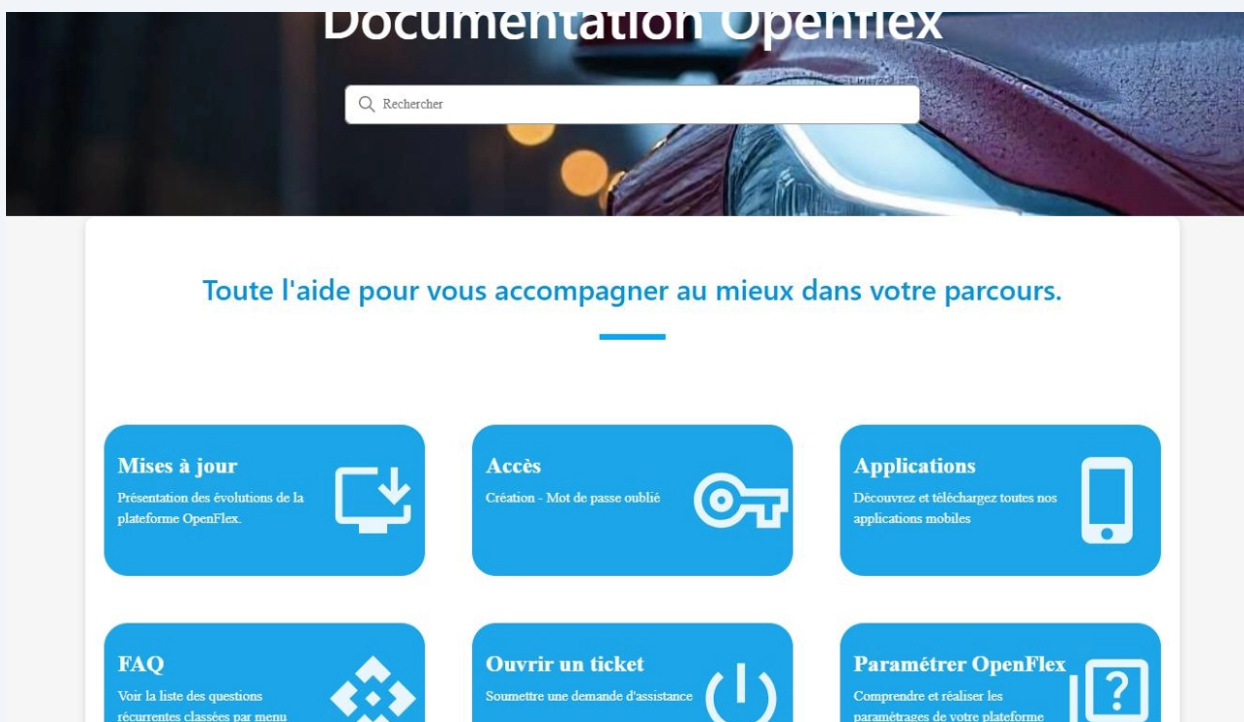 Documentation Openflex
Rechercher
Toute l'aide pour vous accompagner au mieux dans votre parcours.
Mises à jour
Présentation des évolutions de la
plateforme OpenFlex.
Accès
Création - Mot de passe oublié
Applications
Découvrez et téléchargez toutes nos
applications mobiles
FAQ
Voir la liste des questions
récurrentes classées par menu
Ouvrir un ticket
Soumettre une demande d'assistance
Paramétrer OpenFlex
Comprendre et réaliser les
paramétrages de votre plateforme